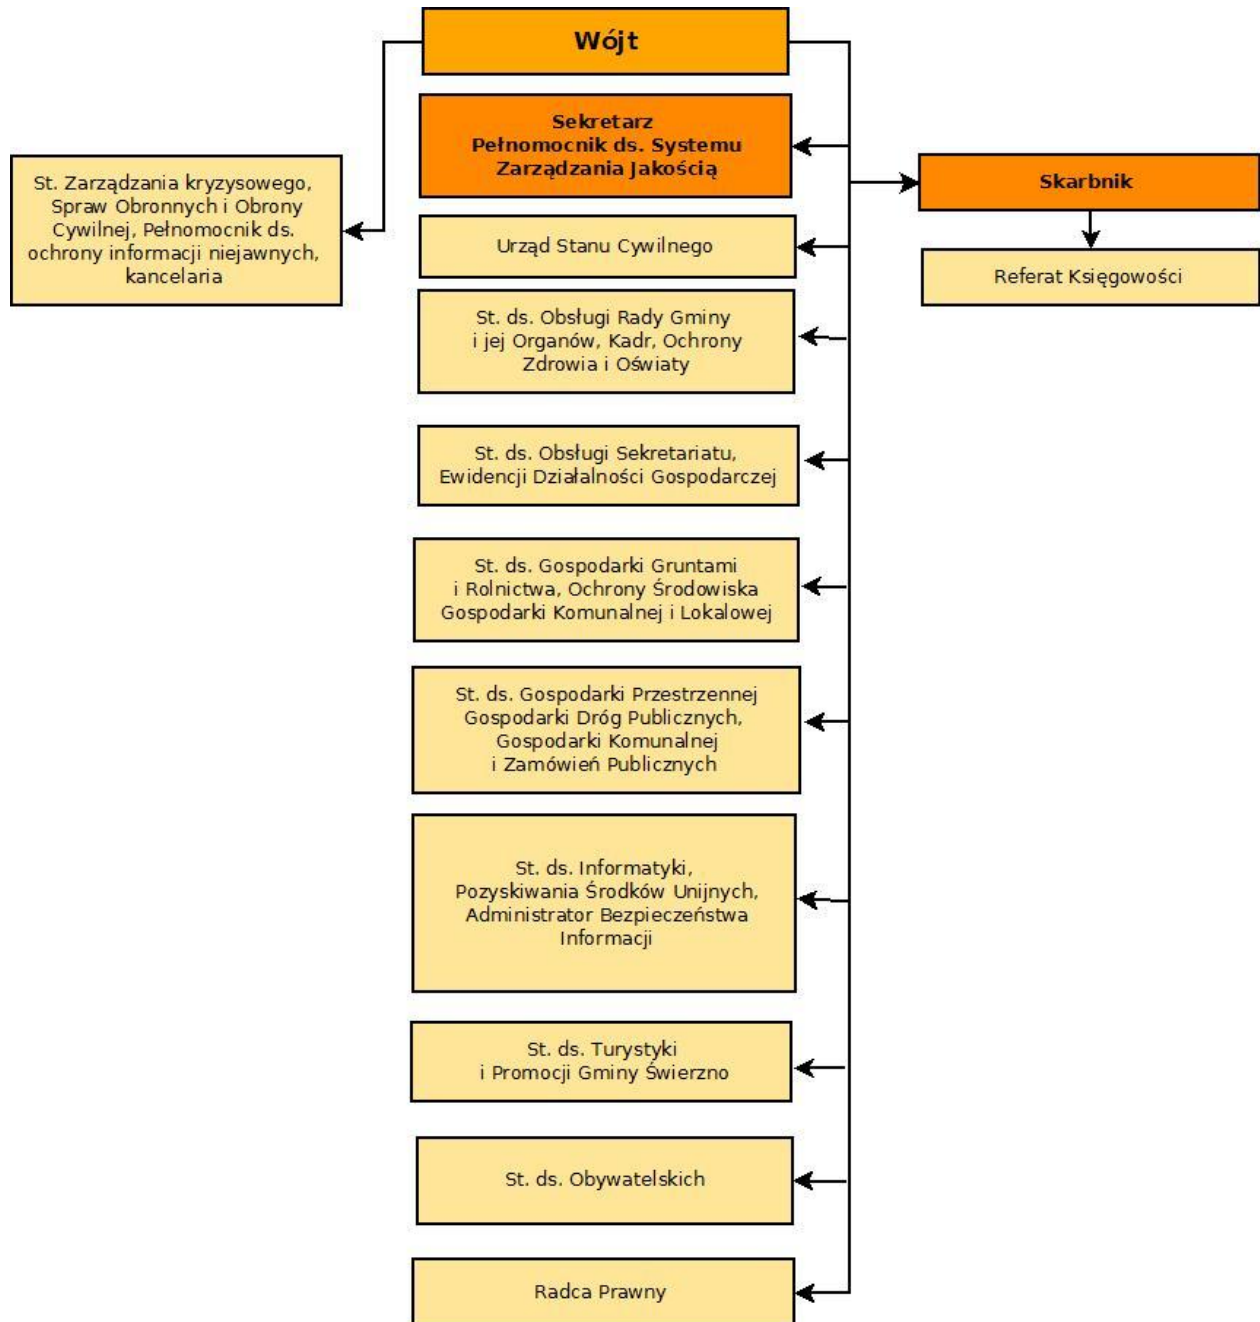 Wójt
Sekretarz
Pełnomocnik ds. Systemu
Zarządzania Jakością
St. Zarządzania kryzysowego,
Spraw Obronnych i Obrony
Cywilnej, Pełnomocnik ds.
ochrony informacji niejawnych,
kancelaria
Skarbnik
Urząd Stanu Cywilnego
Referat Księgowości
St. ds. Obsługi Rady Gminy
i jej Organów, Kadr, Ochrony
Zdrowia i Oświaty
St. ds. Obsługi Sekretariatu,
Ewidencji Działalności Gospodarczej
St. ds. Gospodarki Gruntami
i Rolnictwa, Ochrony Środowiska
Gospodarki Komunalnej i Lokalowej
St. ds. Gospodarki Przestrzennej
Gospodarki Dróg Publicznych,
Gospodarki Komunalnej
i Zamówień Publicznych
St. ds. Informatyki,
Pozyskiwania Środków Unijnych,
Administrator Bezpieczeństwa
Informacji
St. ds. Turystyki
i Promocji Gminy Świerzno
St. ds. Obywatelskich
Radca Prawny